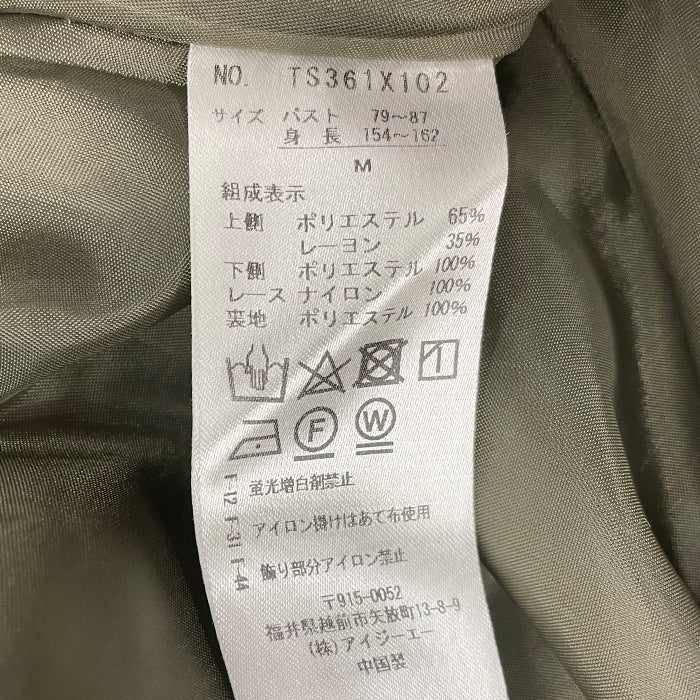 NO. TS361X102
サイズ バスト 79〜87
身長 154〜162
M
組成表示
上側 ポリエステル 65%
レーヨン 35%
下側 ポリエステル 100%
レース ナイロン 100%
裏地 ポリエステル 100%
F
W
F-12 F-31 F-44
蛍光増白剤禁止
アイロン掛けはあて布使用
飾り部分アイロン禁止
〒915-0052
福井県越前市矢放町13-8-9
(株)アイジーエー
中国製